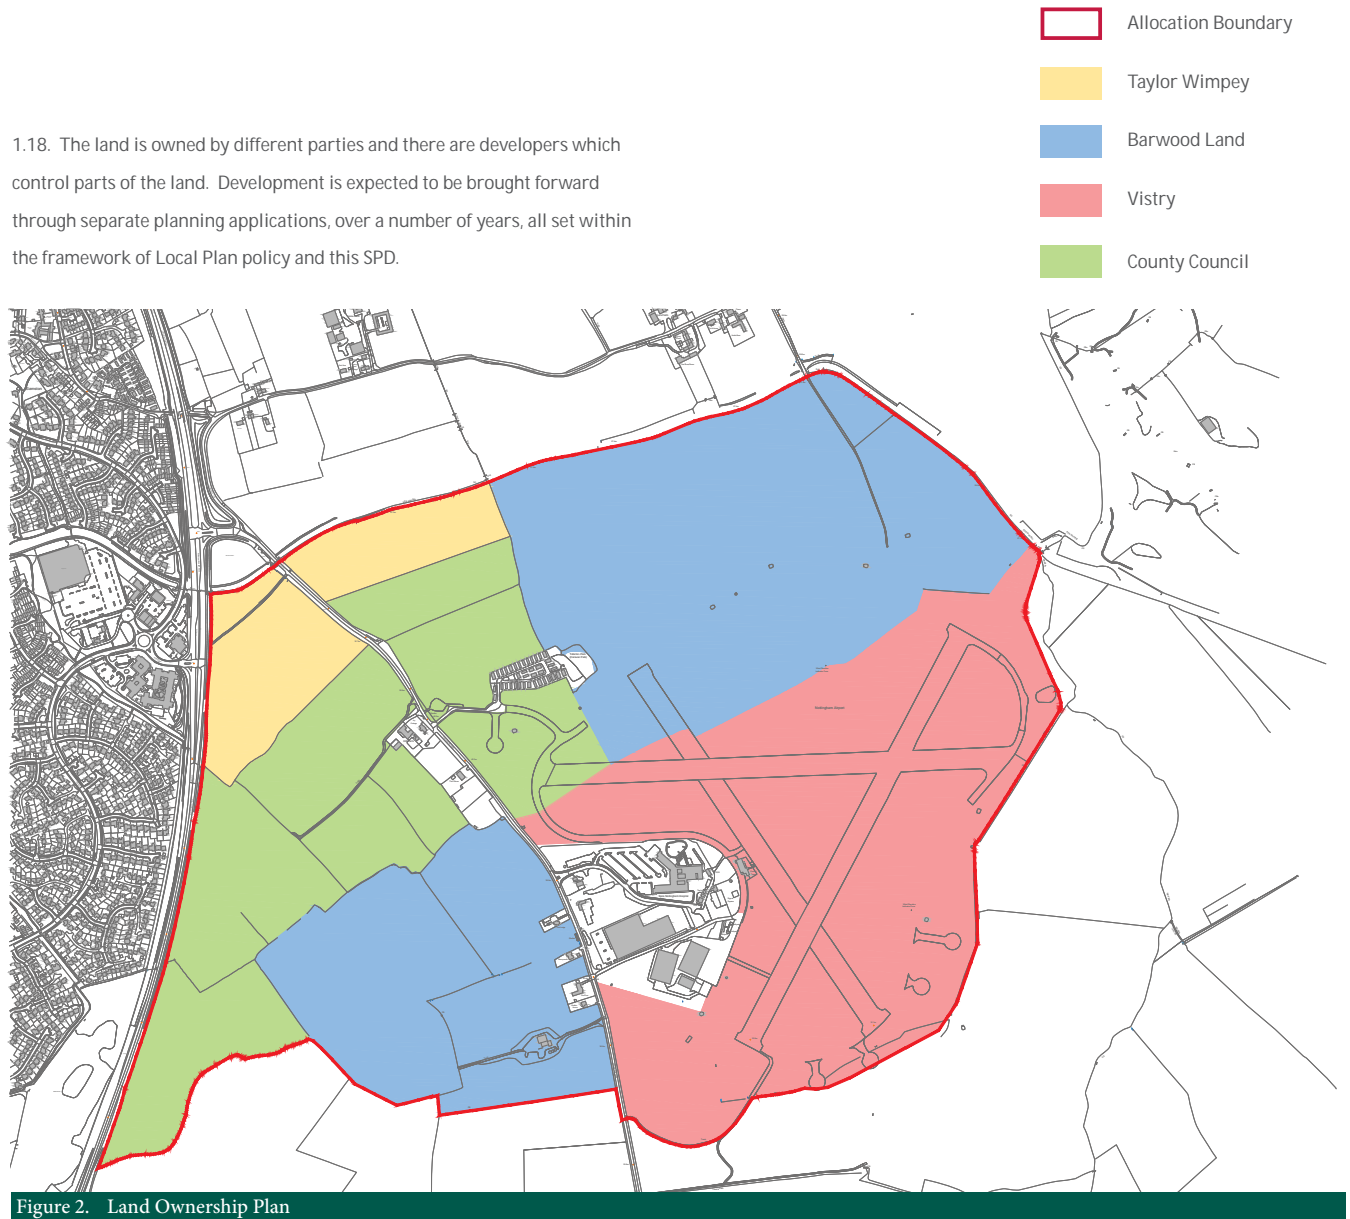 Allocation Boundary
Taylor Wimpey
Barwood Land
Vistry
County Council
1.18. The land is owned by different parties and there are developers which
control parts of the land. Development is expected to be brought forward
through separate planning applications, over a number of years, all set within
the framework of Local Plan policy and this SPD.
Figure 2. Land Ownership Plan